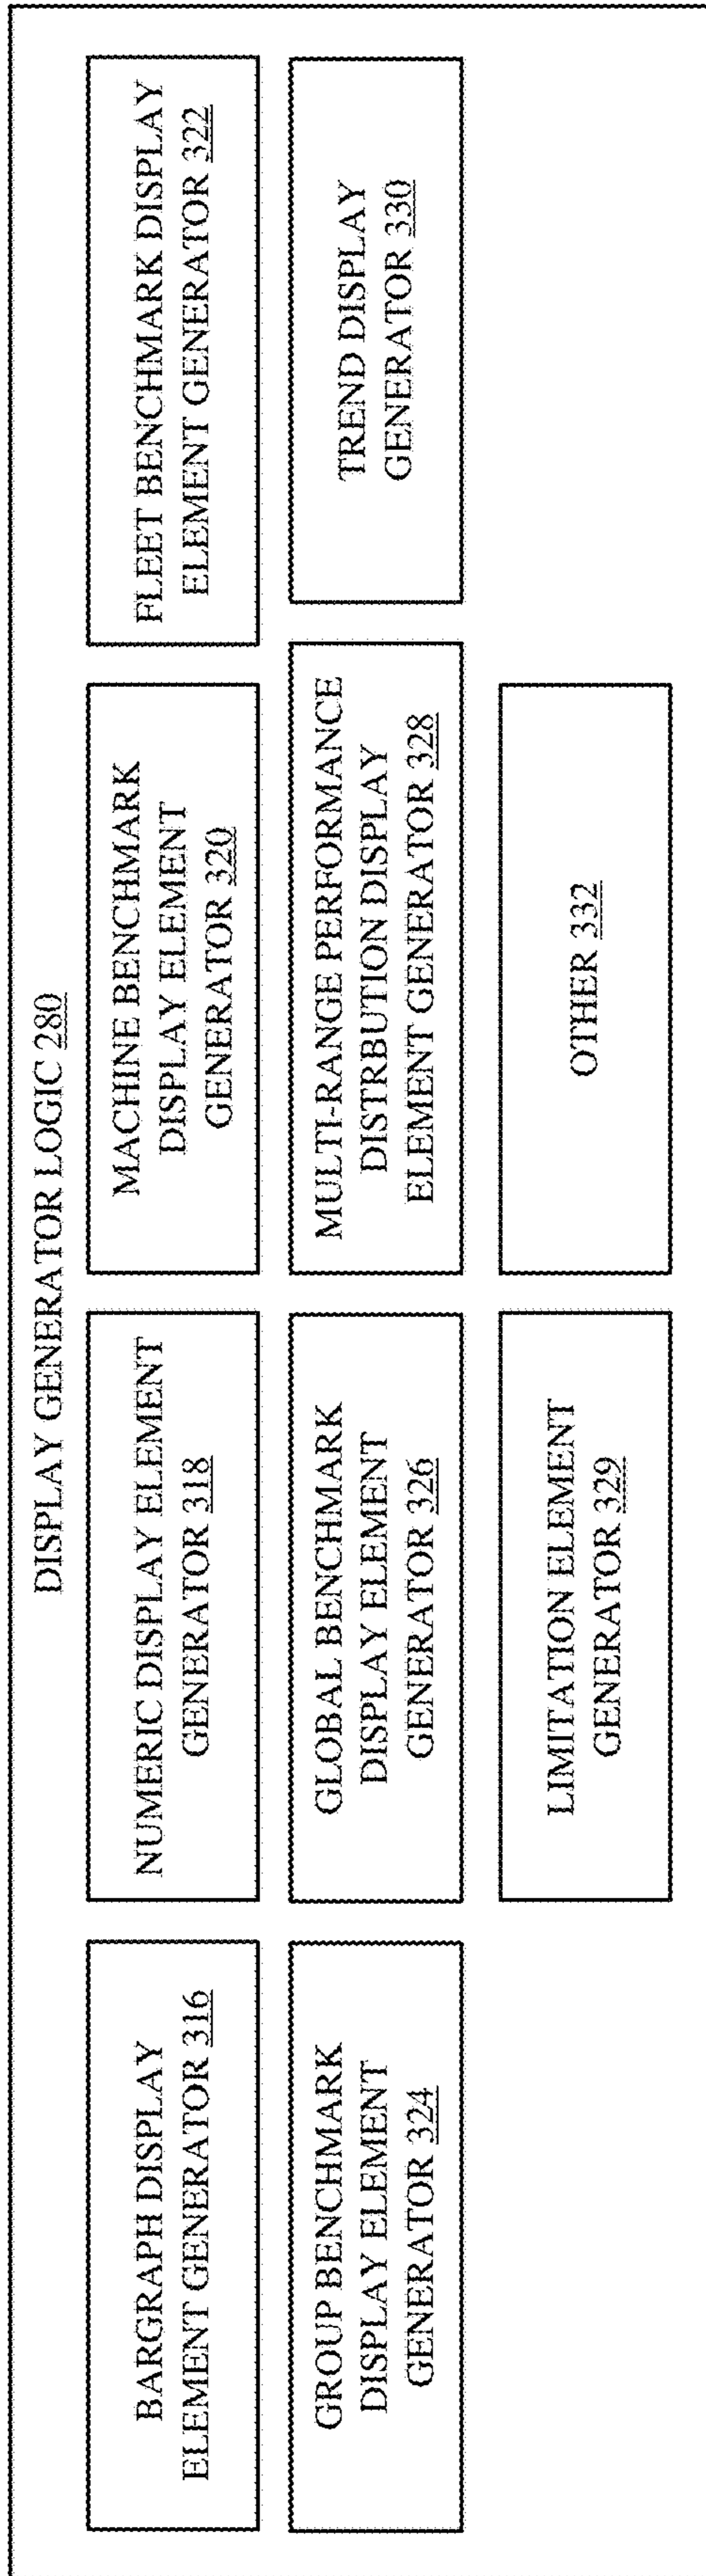 DISPLAY GENERATOR LOGIC 280
BARGRAPH DISPLAY
ELEMENT GENERATOR 316
NUMERIC DISPLAY ELEMENT
GENERATOR 318
MACHINE BENCHMARK
DISPLAY ELEMENT
GENERATOR 320
FLEET BENCHMARK DISPLAY
ELEMENT GENERATOR 322
GROUP BENCHMARK
DISPLAY ELEMENT
GENERATOR 324
GLOBAL BENCHMARK
DISPLAY ELEMENT
GENERATOR 326
MULTI-RANGE PERFORMANCE
DISTRBUTION DISPLAY
ELEMENT GENERATOR 328
TREND DISPLAY
GENERATOR 330
LIMITATION ELEMENT
GENERATOR 329
OTHER 332